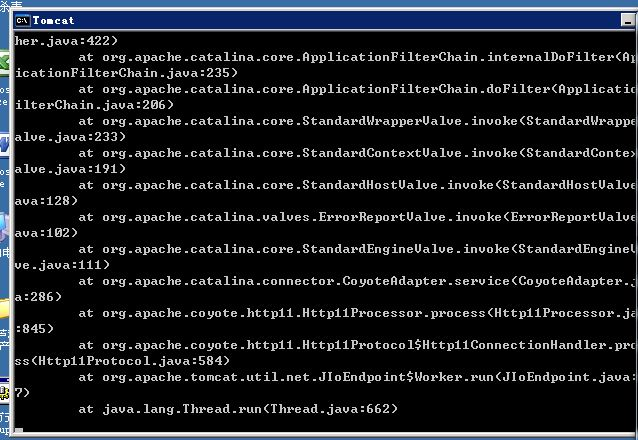 杀毒
Tomcat
her.java:422)
at org.apache.catalina.core.ApplicationFilterChain.internalDoFilter(Ap
icationFilterChain.java:235)
at org.apache.catalina.core.ApplicationFilterChain.doFilter(Applicatio
ilterChain.java:206)
at org.apache.catalina.core.StandardWrapperValve.invoke(StandardWrappe
alve.java:233)
at org.apache.catalina.core.StandardContextValve.invoke(StandardContex
alve.java:191)
at org.apache.catalina.core.StandardHostValve.invoke(StandardHostValve
ava:128)
at org.apache.catalina.valves.ErrorReportValve.invoke(ErrorReportValve
ava:102)
at org.apache.catalina.core.StandardEngineValve.invoke(StandardEngineV
ve.java:111)
at org.apache.catalina.connector.CoyoteAdapter.service(CoyoteAdapter.j
a:286)
at org.apache.coyote.http11.Http11Processor.process(Http11Processor.ja
:845)
at org.apache.coyote.http11.Http11Protocol$Http11ConnectionHandler.pro
ss(Http11Protocol.java:584)
at org.apache.tomcat.util.net.JIoEndpoint$Worker.run(JIoEndpoint.java:
7)
at java.lang.Thread.run(Thread.java:662)